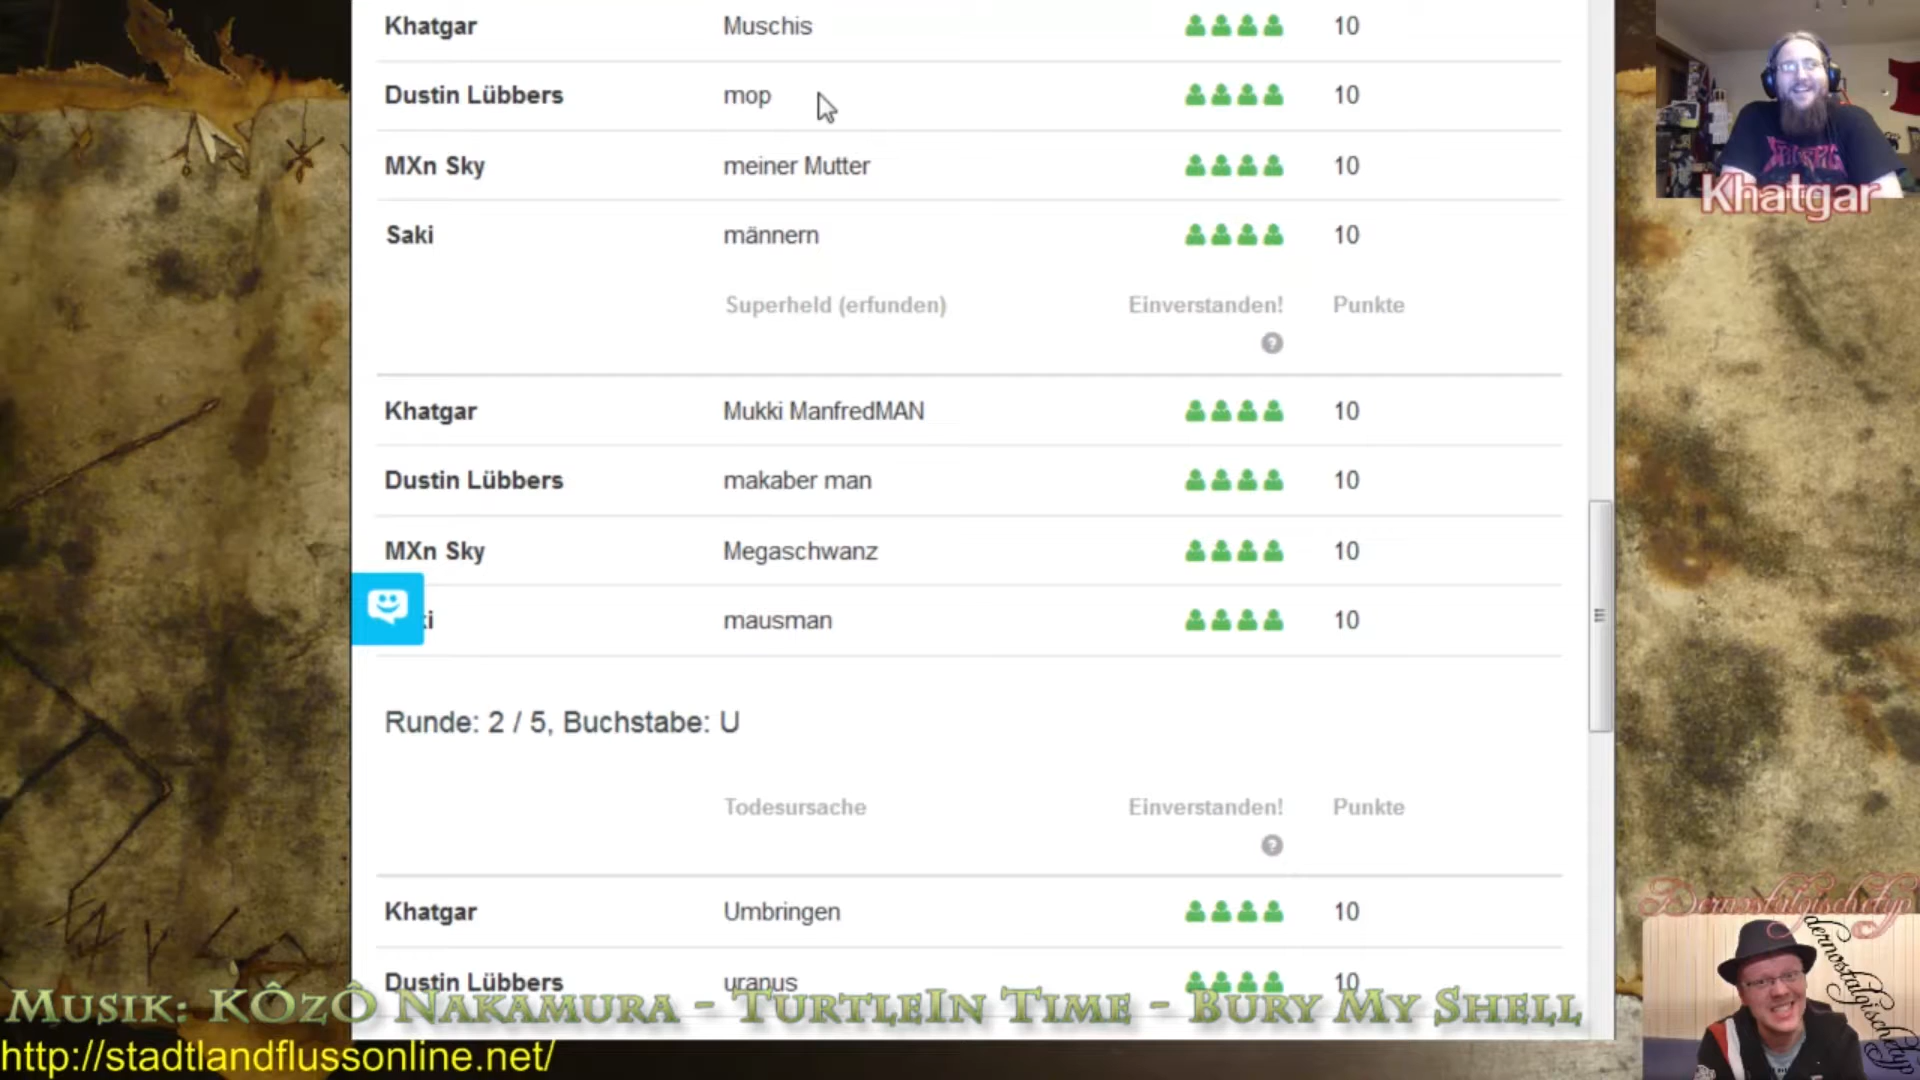 Khatgar Muschis 10
Dustin Lübbers mop 10
MXn Sky meiner Mutter 10
Saki männern 10
Superheld (erfunden) Einverstanden! Punkte
?
Khatgar Mukki ManfredMAN 10
Dustin Lübbers makaber man 10
MXn Sky Megaschwanz 10
ki mausman 10
Runde: 2 / 5, Buchstabe: U
Todesursache Einverstanden! Punkte
?
Khatgar Umbringen 10
Dustin Lübbers uranus 10
Musik: KÔzÔ Nakamura - TurtleIn Time - Bury My Shell
http://stadtlandflussonline.net/
Khatgar
Dernostalgischetyp
dernostalgischetyp